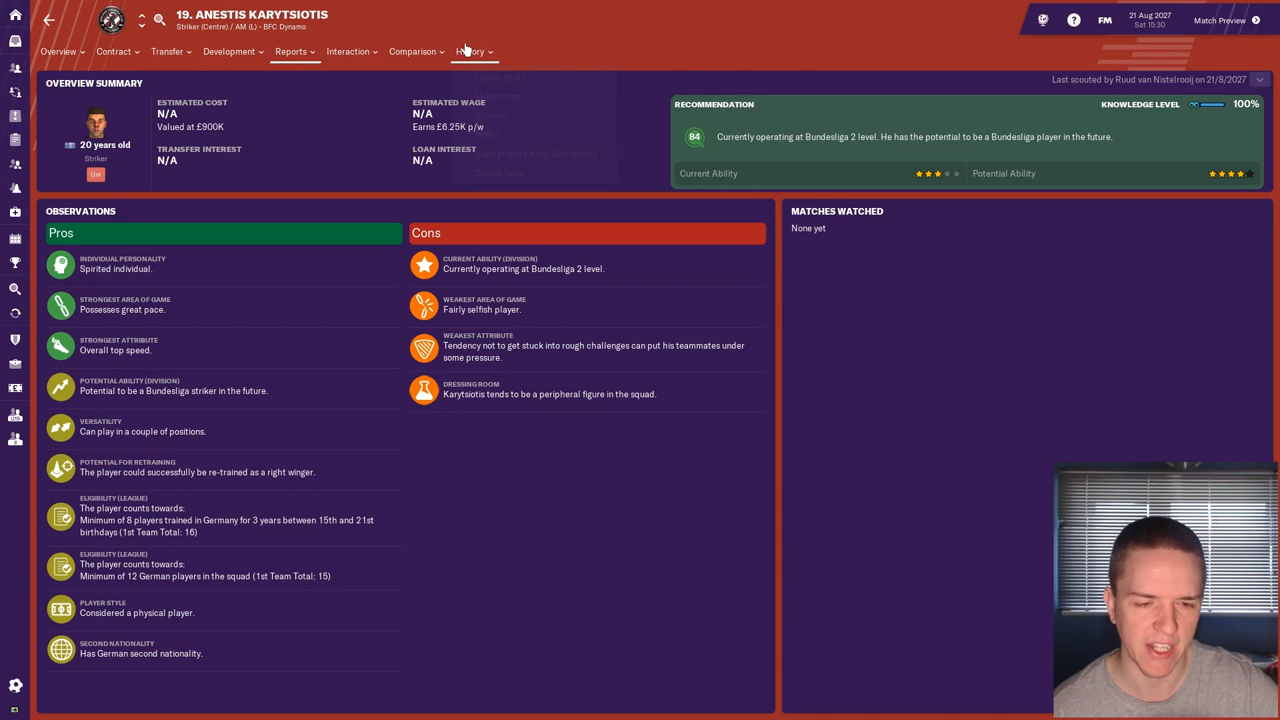 19. ANESTIS KARYTSIOTIS
Striker (Centre) / AM (L) - BFC Dynamo
FM
21 Aug 2027
Sat 15:30
Match Preview
Overview
Contract
Transfer
Development
Reports
Interaction
Comparison
OVERVIEW SUMMARY
Last scouted by Ruud van Nistelrooij on 21/8/2027
20 years old
Striker
Unr
ESTIMATED COST
N/A
Valued at £900K
TRANSFER INTEREST
N/A
ESTIMATED WAGE
N/A
Earns £6.25K p/w
LOAN INTEREST
N/A
Career Stats
Create Note
RECOMMENDATION
KNOWLEDGE LEVEL
100%
84
Currently operating at Bundesliga 2 level. He has the potential to be a Bundesliga player in the future.
Current Ability
Potential Ability
OBSERVATIONS
Pros
INDIVIDUAL PERSONALITY
Spirited individual.
STRONGEST AREA OF GAME
Possesses great pace.
STRONGEST ATTRIBUTE
Overall top speed.
POTENTIAL ABILITY (DIVISION)
Potential to be a Bundesliga striker in the future.
VERSATILITY
Can play in a couple of positions.
POTENTIAL FOR RETRAINING
The player could successfully be re-trained as a right winger.
ELIGIBILITY (LEAGUE)
The player counts towards:
Minimum of 8 players trained in Germany for 3 years between 15th and 21st
birthdays (1st Team Total: 16)
ELIGIBILITY (LEAGUE)
The player counts towards:
Minimum of 12 German players in the squad (1st Team Total: 15)
PLAYER STYLE
Considered a physical player.
SECOND NATIONALITY
Has German second nationality.
Cons
CURRENT ABILITY (DIVISION)
Currently operating at Bundesliga 2 level.
WEAKEST AREA OF GAME
Fairly selfish player.
WEAKEST ATTRIBUTE
Tendency not to get stuck into rough challenges can put his teammates under
some pressure.
DRESSING ROOM
Karytsiotis tends to be a peripheral figure in the squad.
MATCHES WATCHED
None yet